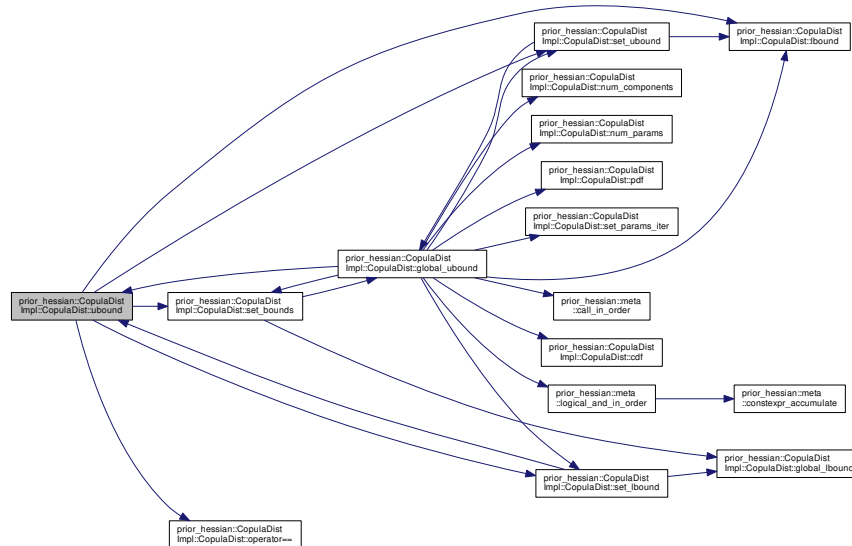 prior_hessian::CopulaDist
Impl::CopulaDist::set_ubound
prior_hessian::CopulaDist
Impl::CopulaDist::lbound
prior_hessian::CopulaDist
Impl::CopulaDist::num_components
prior_hessian::CopulaDist
Impl::CopulaDist::num_params
prior_hessian::CopulaDist
Impl::CopulaDist::pdf
prior_hessian::CopulaDist
Impl::CopulaDist::set_params_iter
prior_hessian::CopulaDist
Impl::CopulaDist::global_ubound
prior_hessian::CopulaDist
Impl::CopulaDist::ubound
prior_hessian::CopulaDist
Impl::CopulaDist::set_bounds
prior_hessian::meta
::call_in_order
prior_hessian::CopulaDist
Impl::CopulaDist::cdf
prior_hessian::meta
::logical_and_in_order
prior_hessian::meta
::constexpr_accumulate
prior_hessian::CopulaDist
Impl::CopulaDist::global_lbound
prior_hessian::CopulaDist
Impl::CopulaDist::set_lbound
prior_hessian::CopulaDist
Impl::CopulaDist::operator==